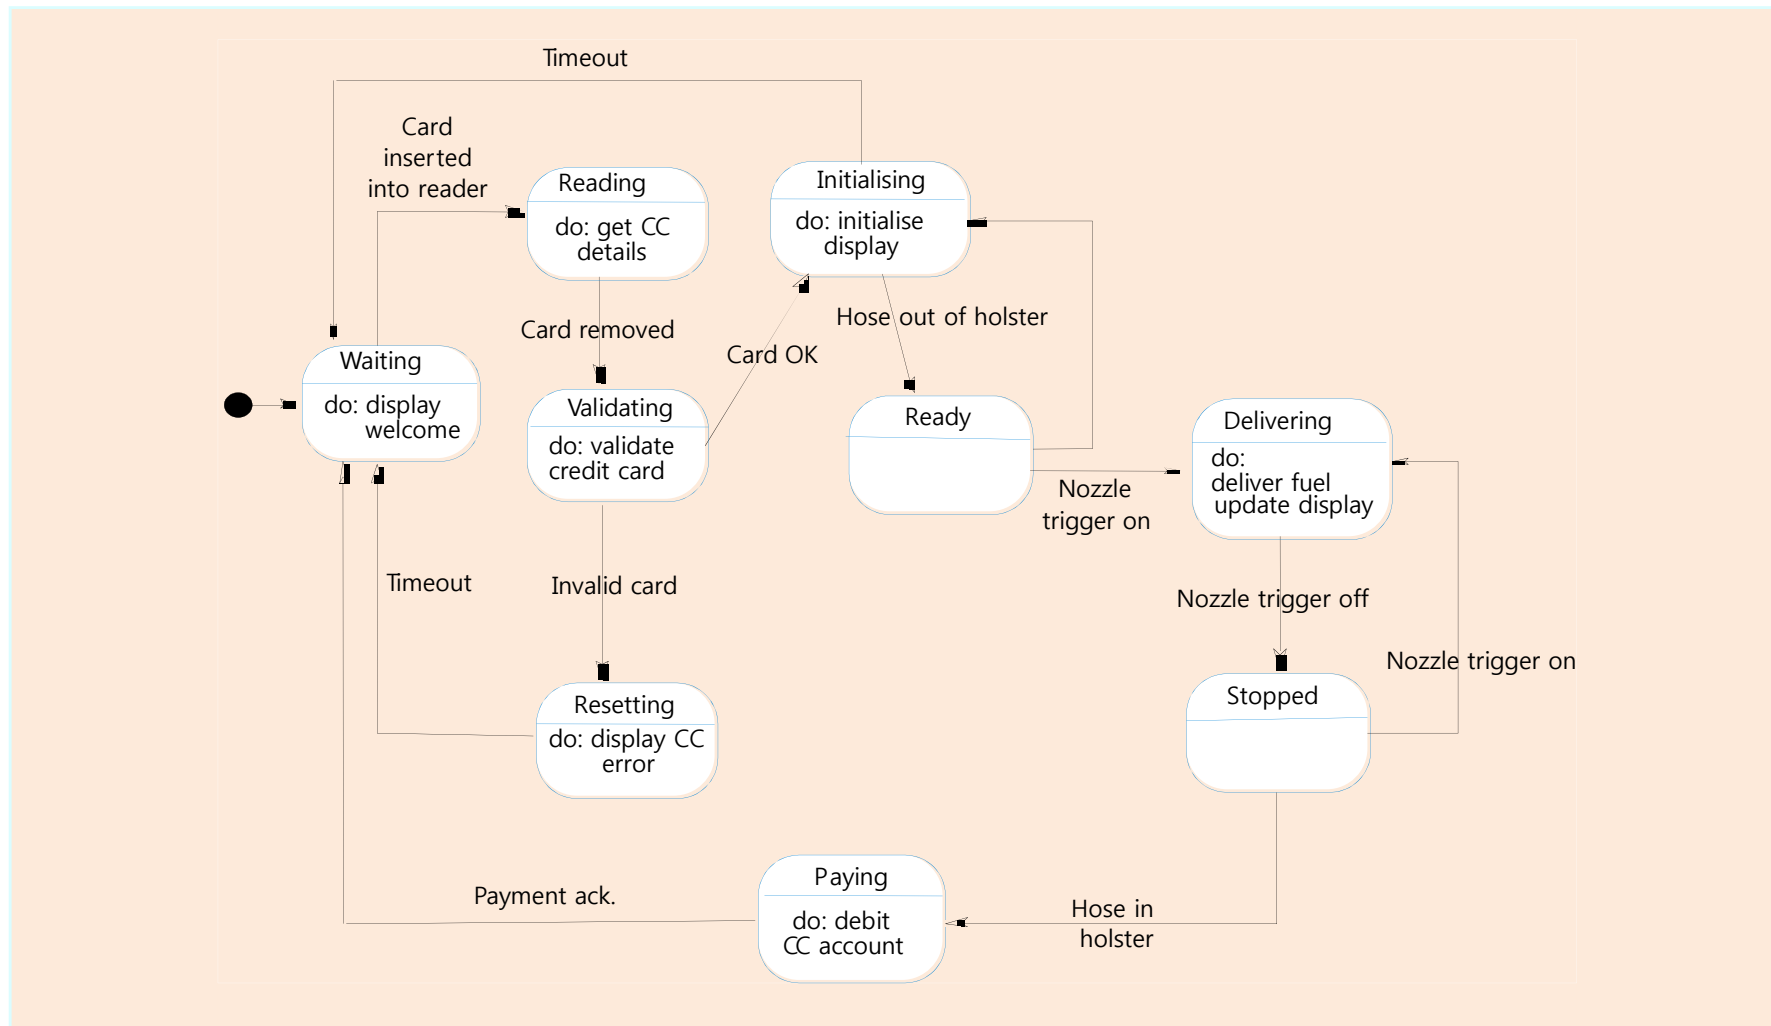 Timeout
Card
inserted
into reader
Reading
do: get CC
details
Initialising
do: initialise
display
Card removed
Hose out of holster
Card OK
Waiting
do: display
welcome
Validating
do: validate
credit card
Ready
Delivering
do:
deliver fuel
update display
Nozzle
trigger on
Timeout
Invalid card
Nozzle trigger off
Nozzle trigger on
Resetting
do: display CC
error
Stopped
Paying
do: debit
CC account
Payment ack.
Hose in
holster